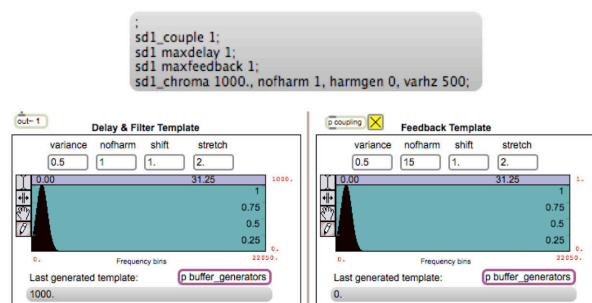 ;
sd1_couple 1;
sd1 maxdelay 1;
sd1 maxfeedback 1;
sd1_chroma 1000., nofharm 1, harmgen 0, varhz 500;
out~ 1
Delay & Filter Template
variance nofharm shift stretch
0.5 1 1. 2.
0.00 31.25 1000.
1
0.75
0.5
0.25
0.
0. Frequency bins 22050.
Last generated template: p buffer_generators
1000.
p coupling
Feedback Template
variance nofharm shift stretch
0.5 15 1. 2.
0.00 31.25 1.
1
0.75
0.5
0.25
0.
0. Frequency bins 22050.
Last generated template: p buffer_generators
0.